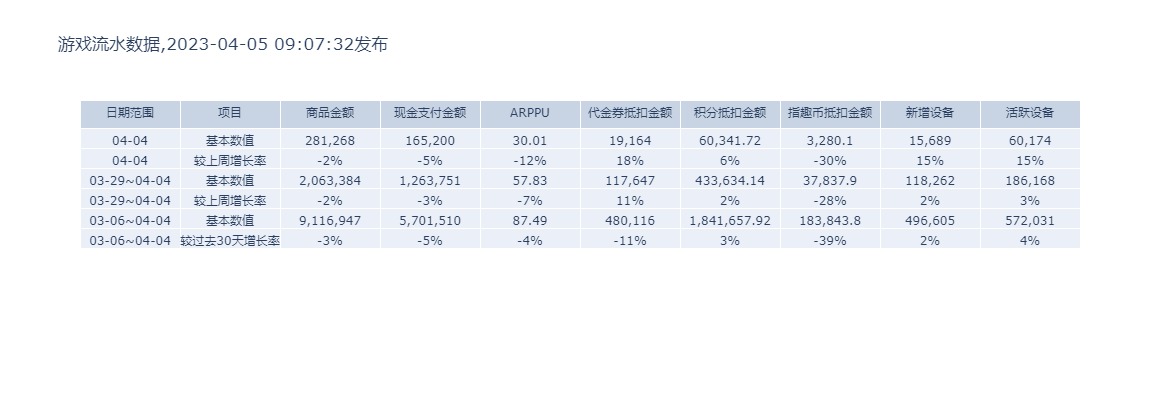 游戏流水数据,2023-04-05 09:07:32发布
日期范围 项目 商品金额 现金支付金额 ARPPU 代金券抵扣金额 积分抵扣金额 指趣币抵扣金额 新增设备 活跃设备
04-04 基本数值 281,268 165,200 30.01 19,164 60,341.72 3,280.1 15,689 60,174
04-04 较上周增长率 -2% -5% -12% 18% 6% -30% 15% 15%
03-29~04-04 基本数值 2,063,384 1,263,751 57.83 117,647 433,634.14 37,837.9 118,262 186,168
03-29~04-04 较上周增长率 -2% -3% -7% 11% 2% -28% 2% 3%
03-06~04-04 基本数值 9,116,947 5,701,510 87.49 480,116 1,841,657.92 183,843.8 496,605 572,031
03-06~04-04 较过去30天增长率 -3% -5% -4% -11% 3% -39% 2% 4%